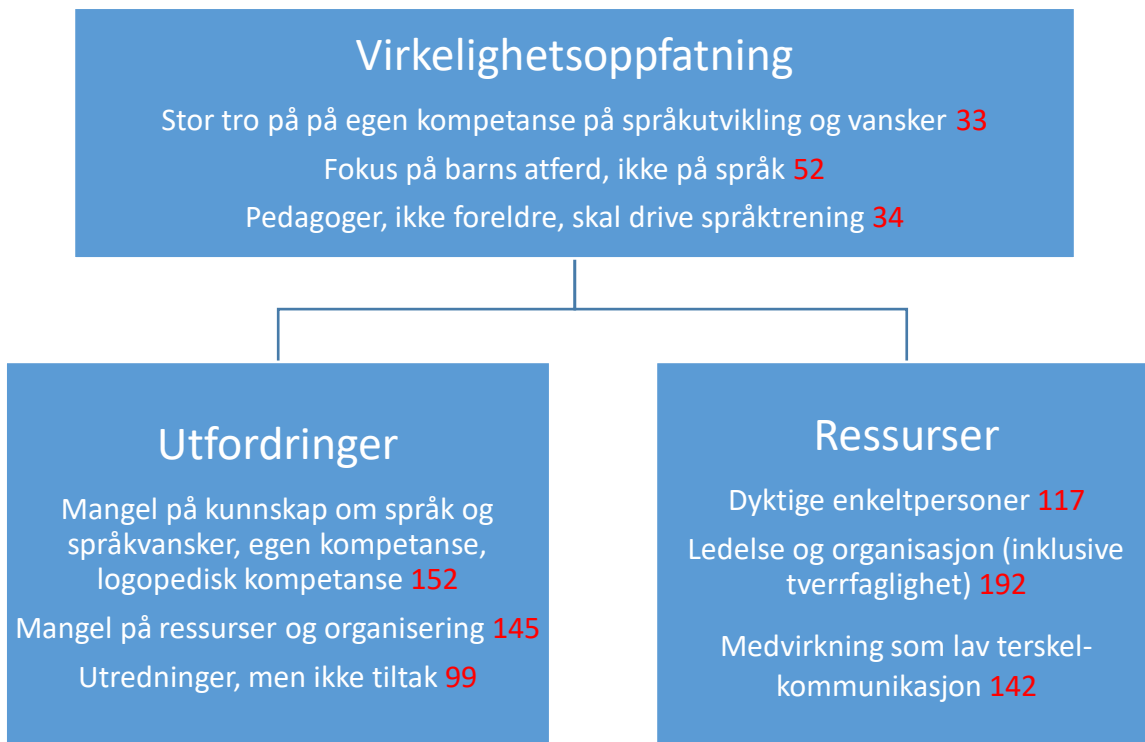 Virkelighetsoppfatning
Stor tro på på egen kompetanse på språkutvikling og vansker 33
Fokus på barns atferd, ikke på språk 52
Pedagoger, ikke foreldre, skal drive språktrening 34
Utfordringer
Mangel på kunnskap om språk og
språkvansker, egen kompetanse,
logopedisk kompetanse 152
Mangel på ressurser og organisering 145
Utredninger, men ikke tiltak 99
Ressurser
Dyktige enkeltpersoner 117
Ledelse og organisasjon (inklusive
tverrfaglighet) 192
Medvirkning som lav terskel-
kommunikasjon 142